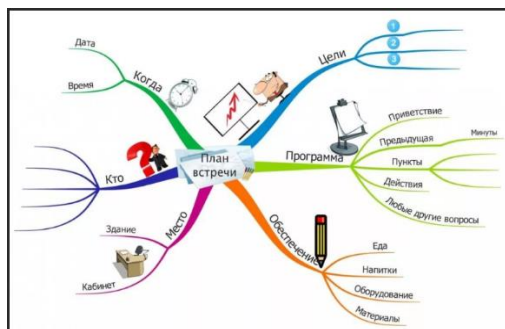 План
встречи
Цели
1
2
3
Программа
Приветствие
Предыдущая
Минуты
Пункты
Действия
Любые другие вопросы
Обеспечение
Еда
Напитки
Оборудование
Материалы
Место
Здание
Кабинет
Кто
Когда
Дата
Время